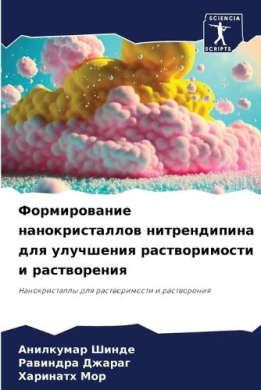 SCIENCIA
SCRIPTS
Формирование
нанокристаллов нитрендипина
для улучшения растворимости
и растворения
Нанокристаллы для растворимости и растворения
Анилкумар Шинде
Равиндра Джараг
Харинатх Мор